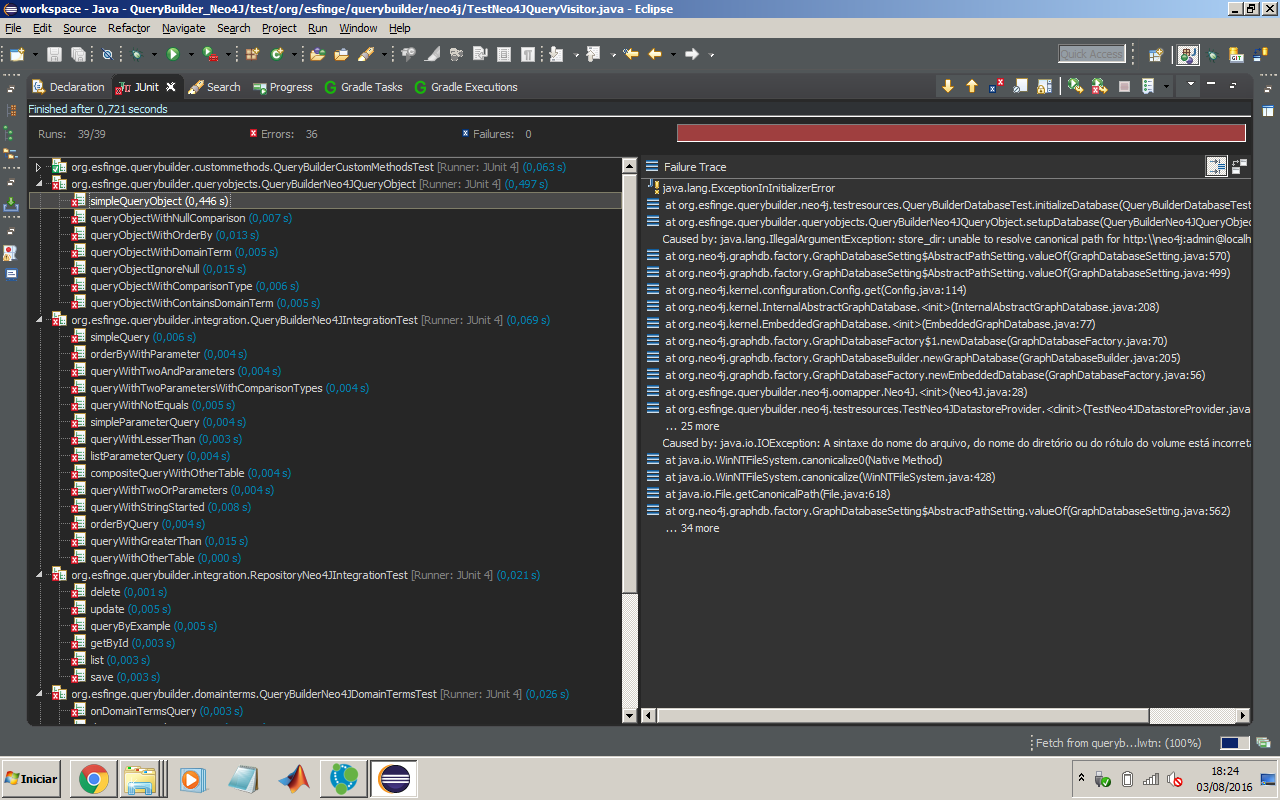 workspace - Java - QueryBuilder_Neo4J/test/org/esfinge/querybuilder/neo4j/TestNeo4JQueryVisitor.java - Eclipse
File Edit Source Refactor Navigate Search Project Run Window Help
Quick Access
Declaration JUnit Search Progress Gradle Tasks Gradle Executions
Finished after 0,721 seconds
Runs: 39/39 Errors: 36 Failures: 0
org.esfinge.querybuilder.custommethods.QueryBuilderCustomMethodsTest [Runner: JUnit 4] (0,063 s)
org.esfinge.querybuilder.queryobjects.QueryBuilderNeo4JQueryObject [Runner: JUnit 4] (0,497 s)
simpleQueryObject (0,446 s)
queryObjectWithNullComparison (0,007 s)
queryObjectWithOrderBy (0,013 s)
queryObjectWithDomainTerm (0,005 s)
queryObjectIgnoreNull (0,015 s)
queryObjectWithComparisonType (0,006 s)
queryObjectWithContainsDomainTerm (0,005 s)
org.esfinge.querybuilder.integration.QueryBuilderNeo4JIntegrationTest [Runner: JUnit 4] (0,069 s)
simpleQuery (0,006 s)
orderByWithParameter (0,004 s)
queryWithTwoAndParameters (0,004 s)
queryWithTwoParametersWithComparisonTypes (0,004 s)
queryWithNotEquals (0,005 s)
simpleParameterQuery (0,004 s)
queryWithLesserThan (0,003 s)
listParameterQuery (0,004 s)
compositeQueryWithOtherTable (0,004 s)
queryWithTwoOrParameters (0,004 s)
queryWithStringStarted (0,008 s)
orderByQuery (0,004 s)
queryWithGreaterThan (0,015 s)
queryWithOtherTable (0,000 s)
org.esfinge.querybuilder.integration.RepositoryNeo4JIntegrationTest [Runner: JUnit 4] (0,021 s)
delete (0,001 s)
update (0,005 s)
queryByExample (0,005 s)
getById (0,003 s)
list (0,003 s)
save (0,003 s)
org.esfinge.querybuilder.domainterms.QueryBuilderNeo4JDomainTermsTest [Runner: JUnit 4] (0,026 s)
onDomainTermsQuery (0,003 s)
Failure Trace
java.lang.ExceptionInInitializerError
at org.esfinge.querybuilder.neo4j.testresources.QueryBuilderDatabaseTest.initializeDatabase(QueryBuilderDatabaseTest
at org.esfinge.querybuilder.queryobjects.QueryBuilderNeo4JQueryObject.setupDatabase(QueryBuilderNeo4JQueryObjec
Caused by: java.lang.IllegalArgumentException: store_dir: unable to resolve canonical path for http:\\neo4j:admin@localh
at org.neo4j.graphdb.factory.GraphDatabaseSetting$AbstractPathSetting.valueOf(GraphDatabaseSetting.java:570)
at org.neo4j.graphdb.factory.GraphDatabaseSetting$AbstractPathSetting.valueOf(GraphDatabaseSetting.java:499)
at org.neo4j.kernel.configuration.Config.get(Config.java:114)
at org.neo4j.kernel.InternalAbstractGraphDatabase.<init>(InternalAbstractGraphDatabase.java:208)
at org.neo4j.kernel.EmbeddedGraphDatabase.<init>(EmbeddedGraphDatabase.java:77)
at org.neo4j.graphdb.factory.GraphDatabaseFactory$1.newDatabase(GraphDatabaseFactory.java:70)
at org.neo4j.graphdb.factory.GraphDatabaseBuilder.newGraphDatabase(GraphDatabaseBuilder.java:205)
at org.neo4j.graphdb.factory.GraphDatabaseFactory.newEmbeddedDatabase(GraphDatabaseFactory.java:56)
at org.esfinge.querybuilder.neo4j.oomapper.Neo4J.<init>(Neo4J.java:28)
at org.esfinge.querybuilder.neo4j.testresources.TestNeo4JDatastoreProvider.<clinit>(TestNeo4JDatastoreProvider.java
... 25 more
Caused by: java.io.IOException: A sintaxe do nome do arquivo, do nome do diretório ou do rótulo do volume está incorret
at java.io.WinNTFileSystem.canonicalize0(Native Method)
at java.io.WinNTFileSystem.canonicalize(WinNTFileSystem.java:428)
at java.io.File.getCanonicalPath(File.java:618)
at org.neo4j.graphdb.factory.GraphDatabaseSetting$AbstractPathSetting.valueOf(GraphDatabaseSetting.java:562)
... 34 more
Fetch from queryb...lwtn: (100%)
Iniciar
18:24
03/08/2016